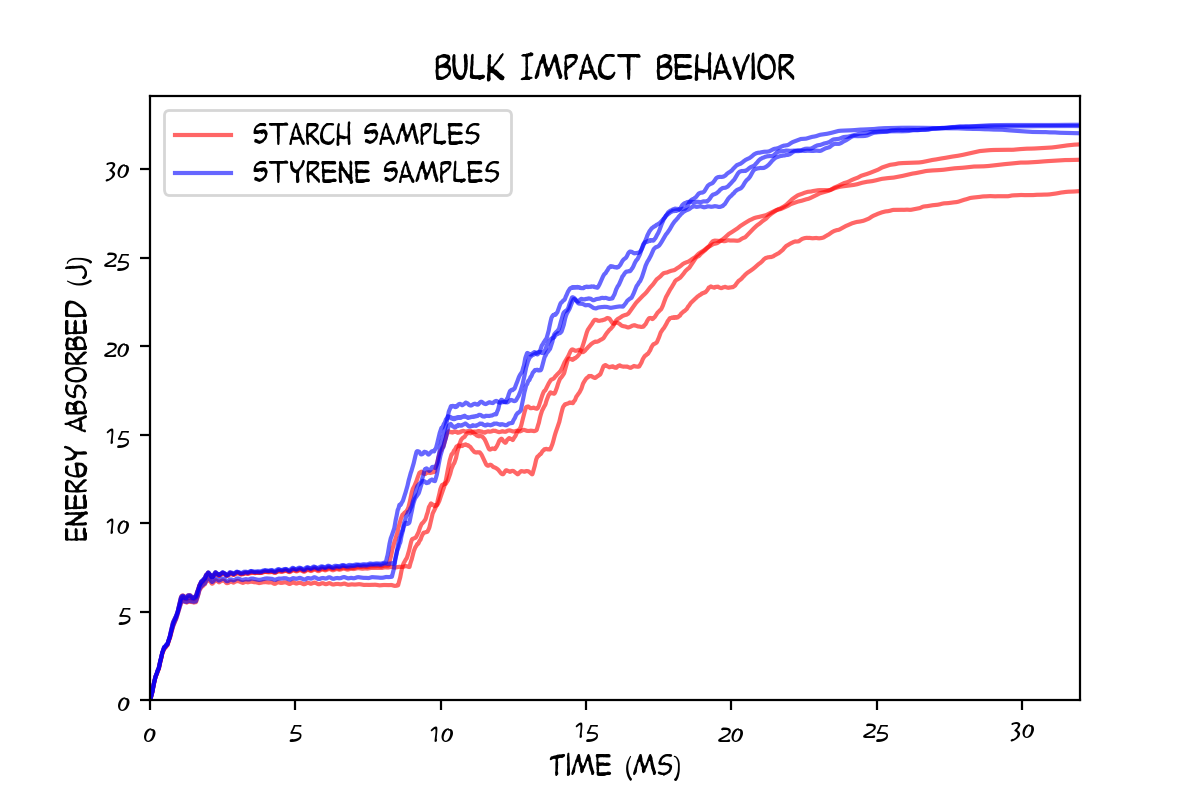 BULK IMPACT BEHAVIOR
STARCH SAMPLES
STYRENE SAMPLES
ENERGY ABSORBED (J)
30
25
20
15
10
5
0
0 5 10 15 20 25 30
TIME (MS)